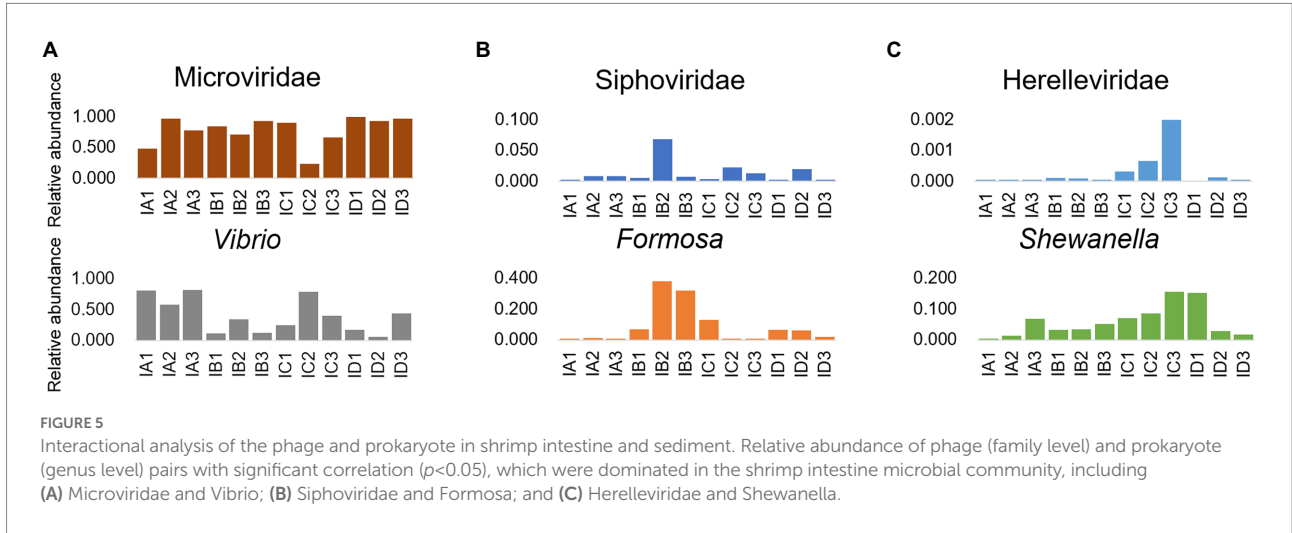 A
B
C
Microviridae
Siphoviridae
Herelleviridae
Relative abundance
1.000
0.500
0.000
IA1 IA2 IA3 IB1 IB2 IB3 IC1 IC2 IC3 ID1 ID2 ID3
0.100
0.050
0.000
IA1 IA2 IA3 IB1 IB2 IB3 IC1 IC2 IC3 ID1 ID2 ID3
0.002
0.001
0.000
IA1 IA2 IA3 IB1 IB2 IB3 IC1 IC2 IC3 ID1 ID2 ID3
Vibrio
Formosa
Shewanella
Relative abundance
1.000
0.500
0.000
IA1 IA2 IA3 IB1 IB2 IB3 IC1 IC2 IC3 ID1 ID2 ID3
0.400
0.200
0.000
IA1 IA2 IA3 IB1 IB2 IB3 IC1 IC2 IC3 ID1 ID2 ID3
0.200
0.100
0.000
IA1 IA2 IA3 IB1 IB2 IB3 IC1 IC2 IC3 ID1 ID2 ID3
FIGURE 5
Interactional analysis of the phage and prokaryote in shrimp intestine and sediment. Relative abundance of phage (family level) and prokaryote
(genus level) pairs with significant correlation (p<0.05), which were dominated in the shrimp intestine microbial community, including
(A) Microviridae and Vibrio; (B) Siphoviridae and Formosa; and (C) Herelleviridae and Shewanella.